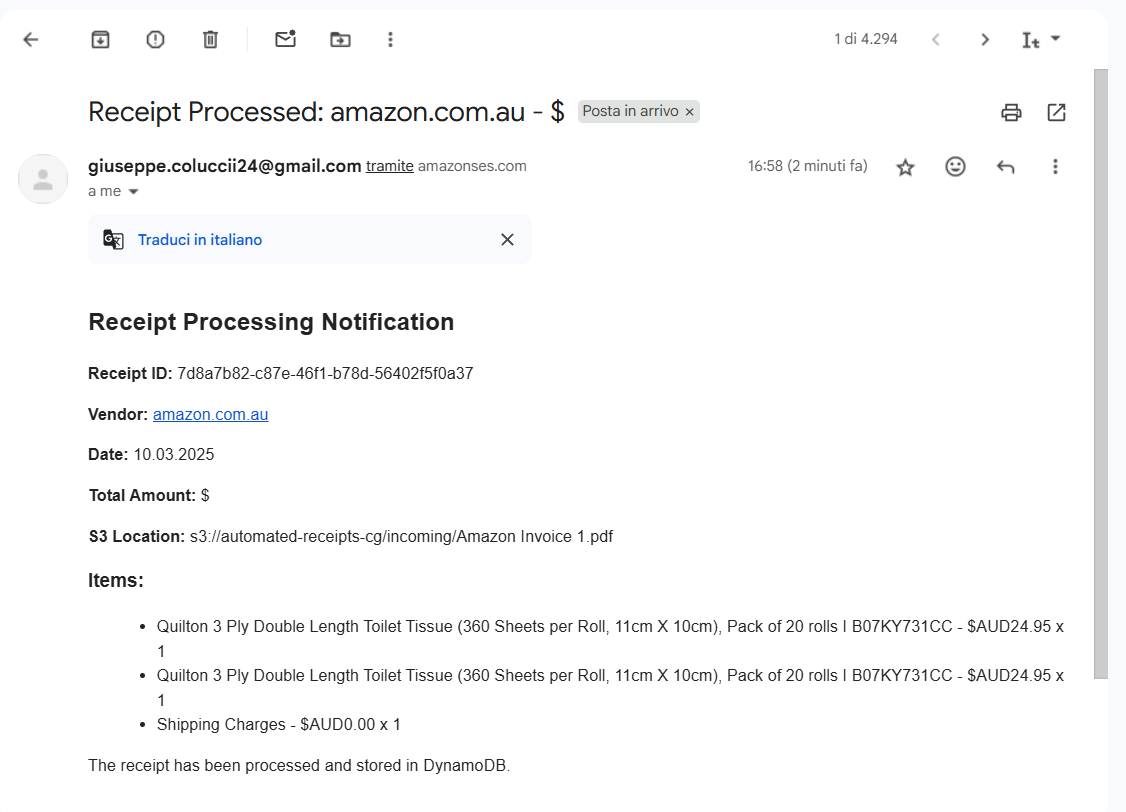 1 di 4.294
Receipt Processed: amazon.com.au - $ Posta in arrivo ×
giuseppe.coluccii24@gmail.com tramite amazonses.com 16:58 (2 minuti fa)
a me
Traduci in italiano
Receipt Processing Notification
Receipt ID: 7d8a7b82-c87e-46f1-b78d-56402f5f0a37
Vendor: amazon.com.au
Date: 10.03.2025
Total Amount: $
S3 Location: s3://automated-receipts-cg/incoming/Amazon Invoice 1.pdf
Items:
• Quilton 3 Ply Double Length Toilet Tissue (360 Sheets per Roll, 11cm X 10cm), Pack of 20 rolls I B07KY731CC - $AUD24.95 x
1
• Quilton 3 Ply Double Length Toilet Tissue (360 Sheets per Roll, 11cm X 10cm), Pack of 20 rolls I B07KY731CC - $AUD24.95 x
1
• Shipping Charges - $AUD0.00 x 1
The receipt has been processed and stored in DynamoDB.